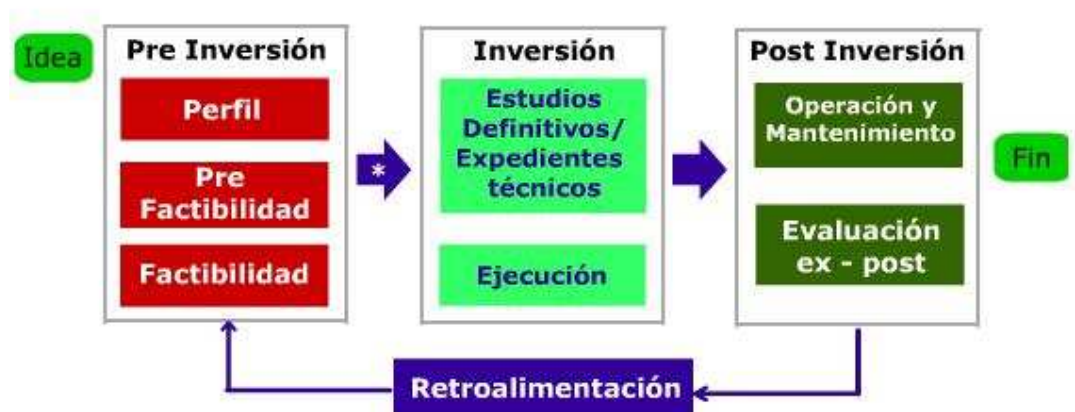 Idea
Pre Inversión
Perfil
Pre
Factibilidad
Factibilidad
*
Inversión
Estudios
Definitivos/
Expedientes
técnicos
Ejecución
Post Inversión
Operación y
Mantenimiento
Evaluación
ex - post
Fin
Retroalimentación